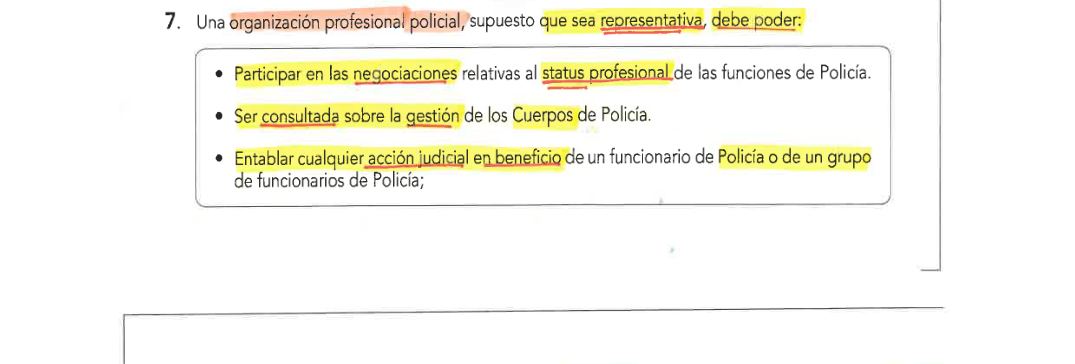 7. Una organización profesional policial, supuesto que sea representativa, debe poder:
• Participar en las negociaciones relativas al status profesional de las funciones de Policía.
• Ser consultada sobre la gestión de los Cuerpos de Policía.
• Entablar cualquier acción judicial en beneficio de un funcionario de Policía o de un grupo
de funcionarios de Policía;